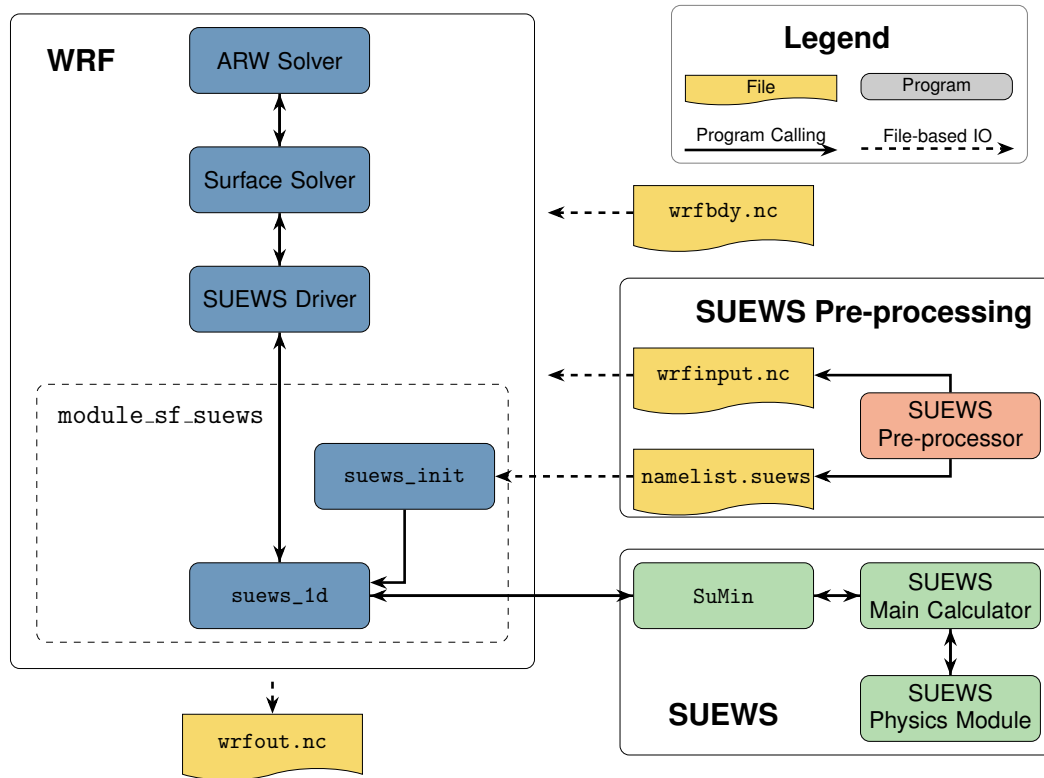 WRF
ARW Solver
Surface Solver
SUEWS Driver
module_sf_suews
suews_init
suews_1d
wrfout.nc
Legend
File
Program
Program Calling
File-based IO
wrfbdy.nc
SUEWS Pre-processing
wrfinput.nc
SUEWS
Pre-processor
namelist.suews
SuMin
SUEWS
Main Calculator
SUEWS
Physics Module
SUEWS